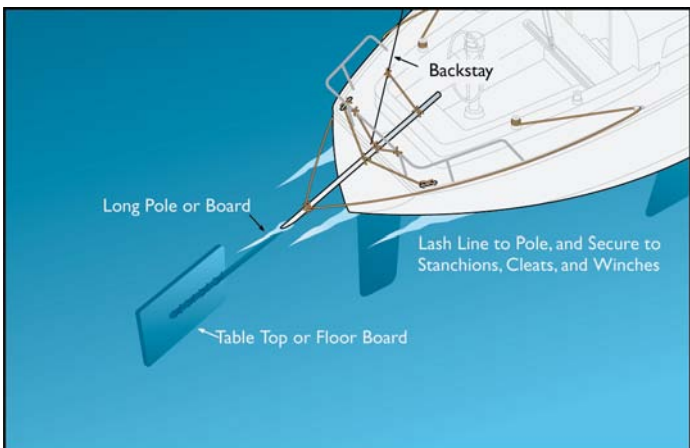 Backstay
Long Pole or Board
Lash Line to Pole, and Secure to
Stanchions, Cleats, and Winches
Table Top or Floor Board